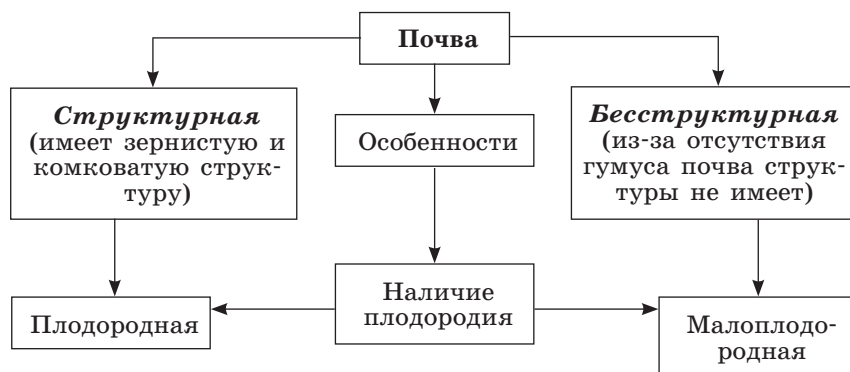 Почва
Структурная
(имеет зернистую и
комковатую струк-
туру)
Особенности
Бесструктурная
(из-за отсутствия
гумуса почва струк-
туры не имеет)
Плодородная
Наличие
плодородия
Малоплодо-
родная